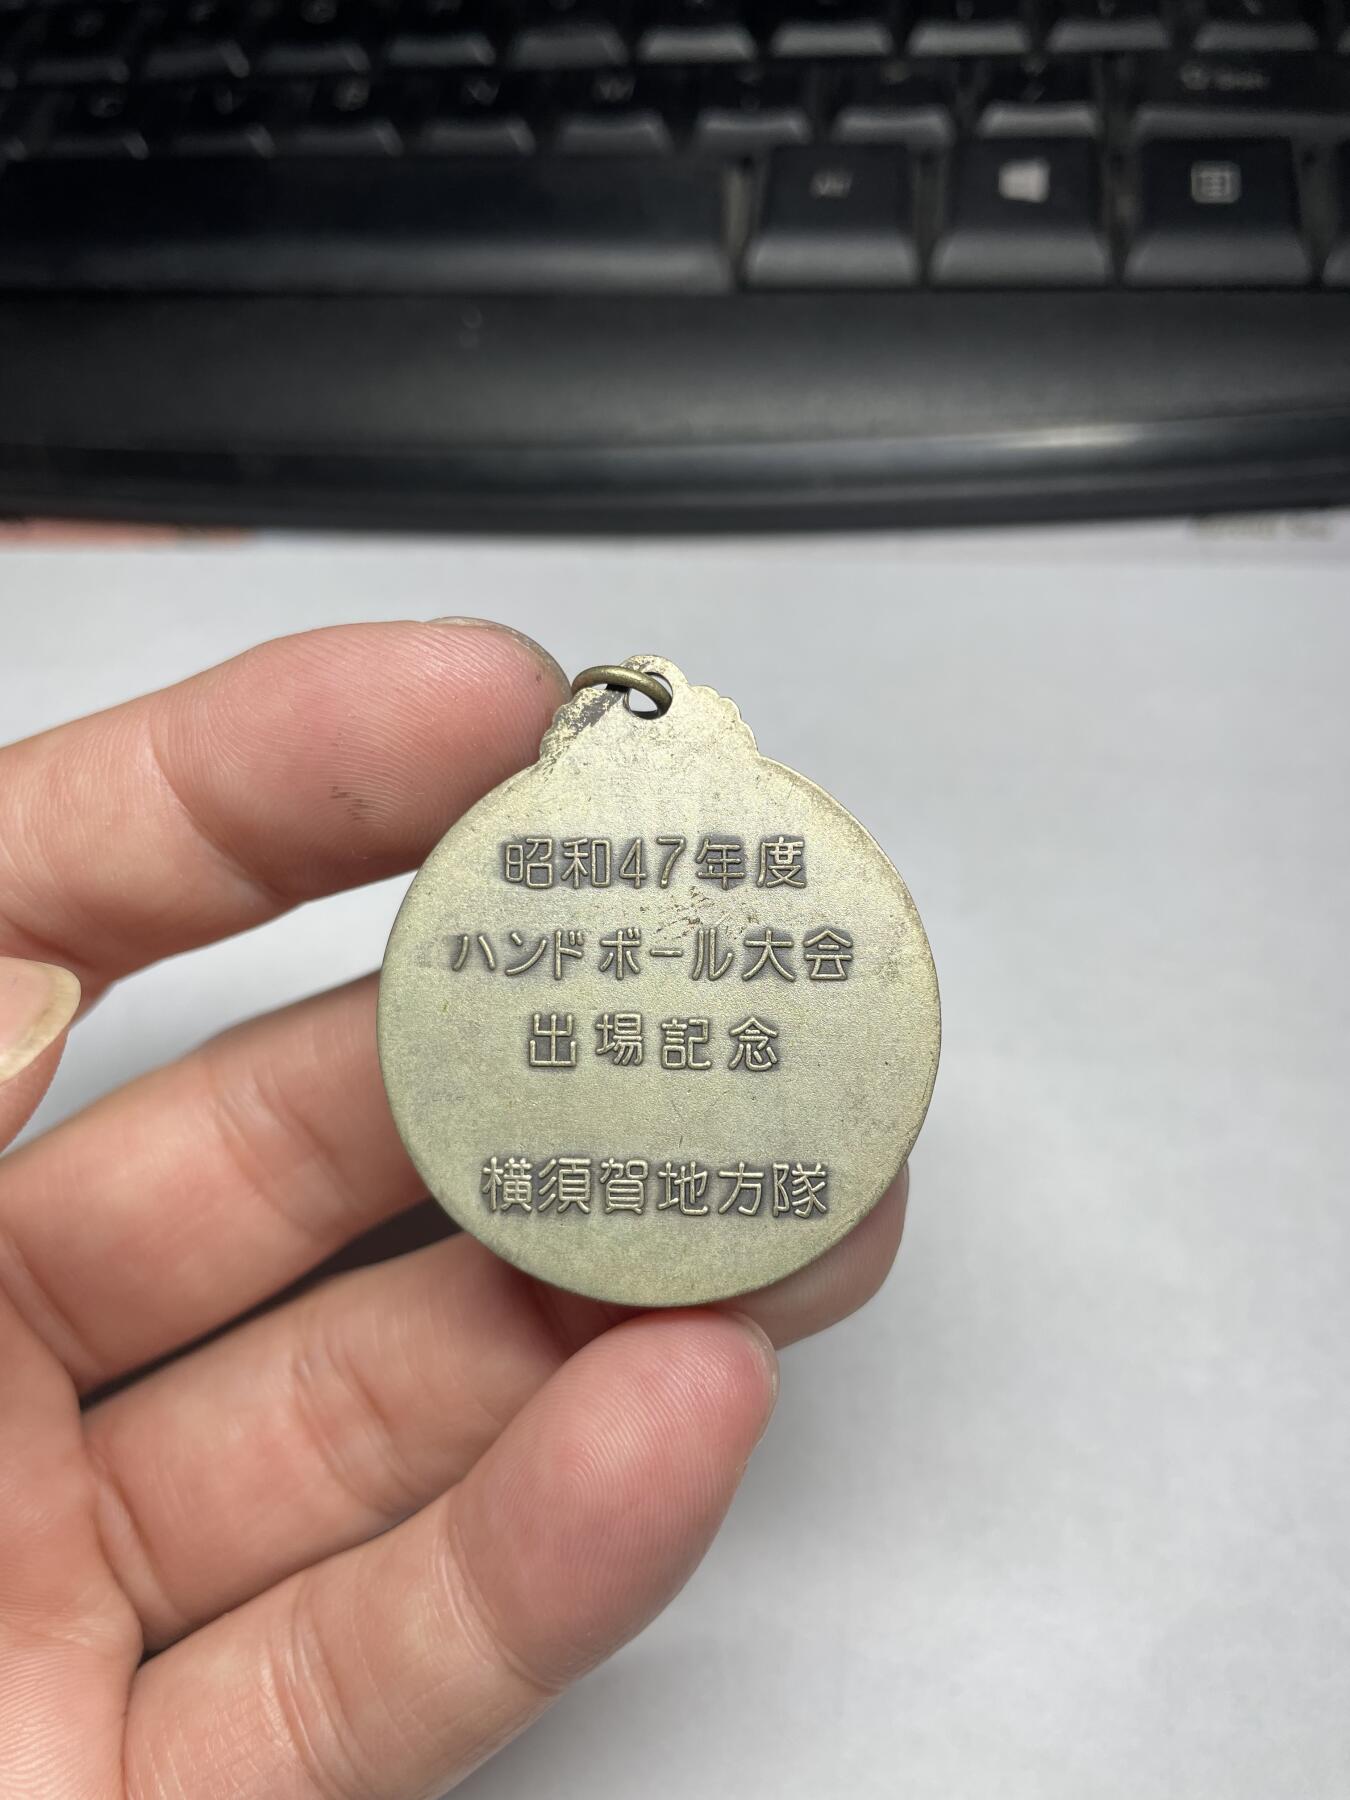 昭和47年度
ハンドボール大会
出場記念
横須賀地方隊